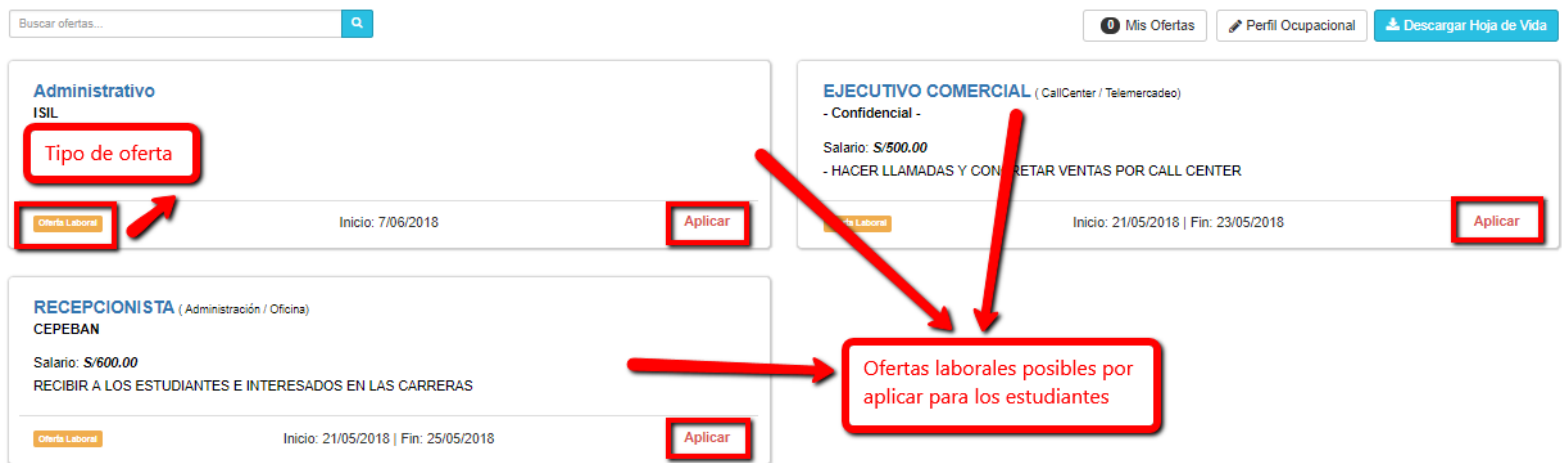 Buscar ofertas...
0 Mis Ofertas
Perfil Ocupacional
Descargar Hoja de Vida
Administrativo
ISIL
Tipo de oferta
Oferta Laboral
Inicio: 7/06/2018
Aplicar
EJECUTIVO COMERCIAL ( CallCenter / Telemercadeo)
- Confidencial -
Salario: S/500.00
- HACER LLAMADAS Y CONCRETAR VENTAS POR CALL CENTER
Oferta Laboral
Inicio: 21/05/2018 | Fin: 23/05/2018
Aplicar
RECEPCIONISTA ( Administración / Oficina)
CEPEBAN
Salario: S/600.00
RECIBIR A LOS ESTUDIANTES E INTERESADOS EN LAS CARRERAS
Oferta Laboral
Inicio: 21/05/2018 | Fin: 25/05/2018
Aplicar
Ofertas laborales posibles por
aplicar para los estudiantes